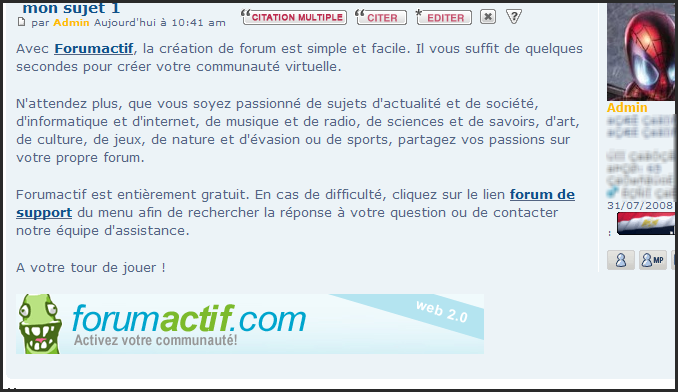 mon sujet 1
par Admin Aujourd'hui à 10:41 am
CITATION MULTIPLE
CITER
EDITER
Avec Forumactif, la création de forum est simple et facile. Il vous suffit de quelques
secondes pour créer votre communauté virtuelle.
N'attendez plus, que vous soyez passionné de sujets d'actualité et de société,
d'informatique et d'internet, de musique et de radio, de sciences et de savoirs, d'art,
de culture, de jeux, de nature et d'évasion ou de sports, partagez vos passions sur
votre propre forum.
Forumactif est entièrement gratuit. En cas de difficulté, cliquez sur le lien forum de
support du menu afin de rechercher la réponse à votre question ou de contacter
notre équipe d'assistance.
A votre tour de jouer !
forumactif.com
Activez votre communauté!
web 2.0
Admin
31/07/2008
:
MP